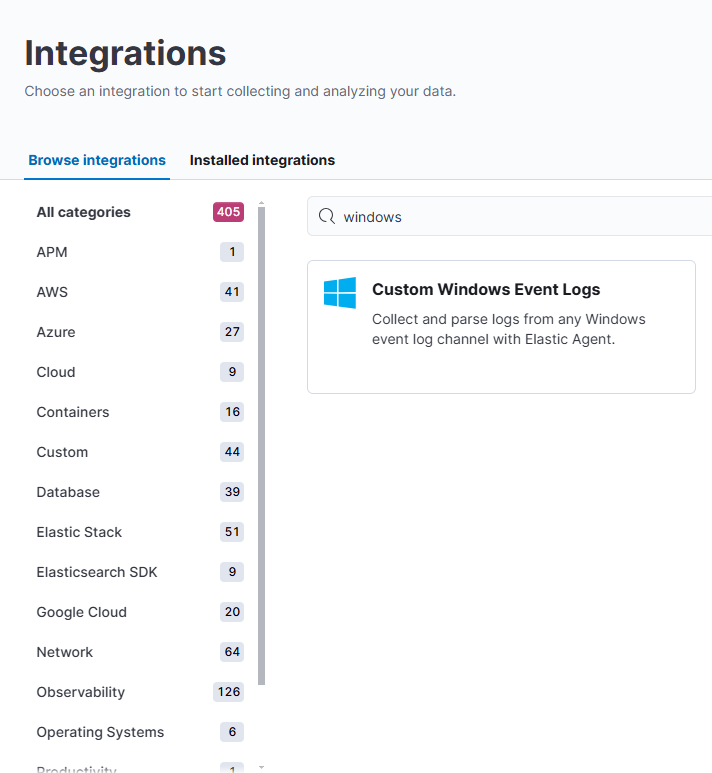 Integrations
Choose an integration to start collecting and analyzing your data.
Browse integrations
Installed integrations
All categories 405
APM 1
AWS 41
Azure 27
Cloud 9
Containers 16
Custom 44
Database 39
Elastic Stack 51
Elasticsearch SDK 9
Google Cloud 20
Network 64
Observability 126
Operating Systems 6
Productivity 1
windows
Custom Windows Event Logs
Collect and parse logs from any Windows
event log channel with Elastic Agent.